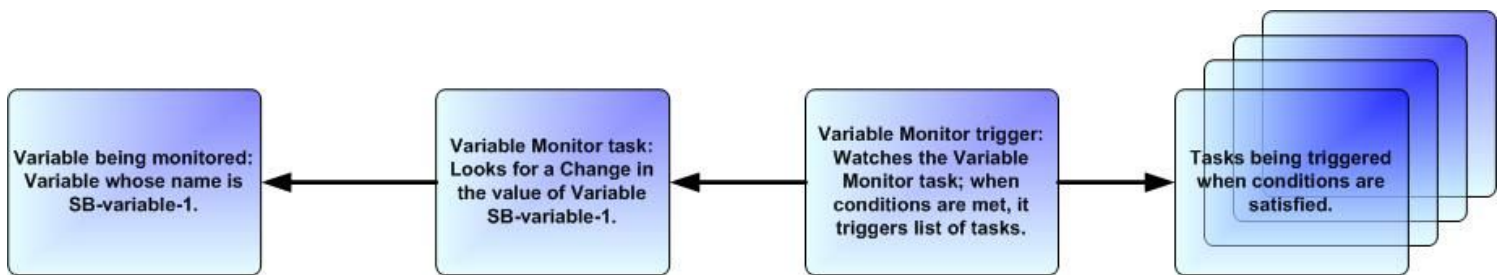 Variable being monitored:
Variable whose name is
SB-variable-1.
Variable Monitor task:
Looks for a Change in
the value of Variable
SB-variable-1.
Variable Monitor trigger:
Watches the Variable
Monitor task; when
conditions are met, it
triggers list of tasks.
Tasks being triggered
when conditions are
satisfied.